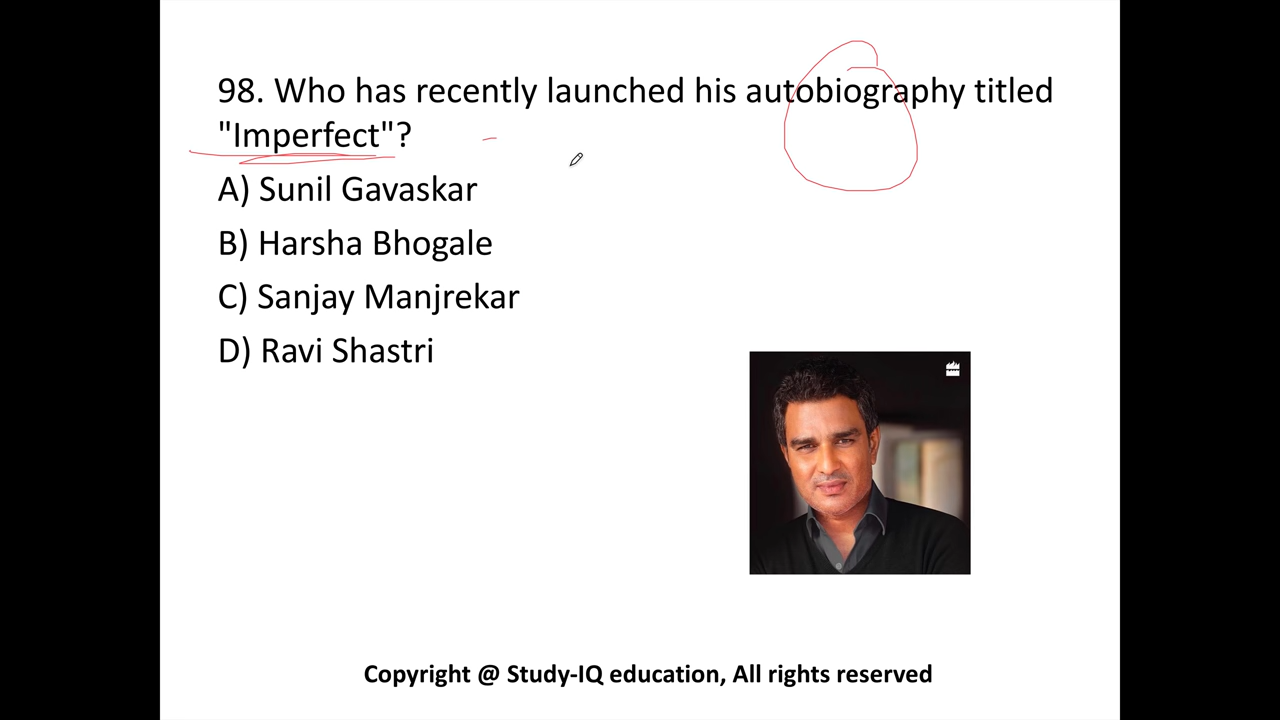 98. Who has recently launched his autobiography titled
"Imperfect"?
A) Sunil Gavaskar
B) Harsha Bhogale
C) Sanjay Manjrekar
D) Ravi Shastri
Copyright @ Study-IQ education, All rights reserved